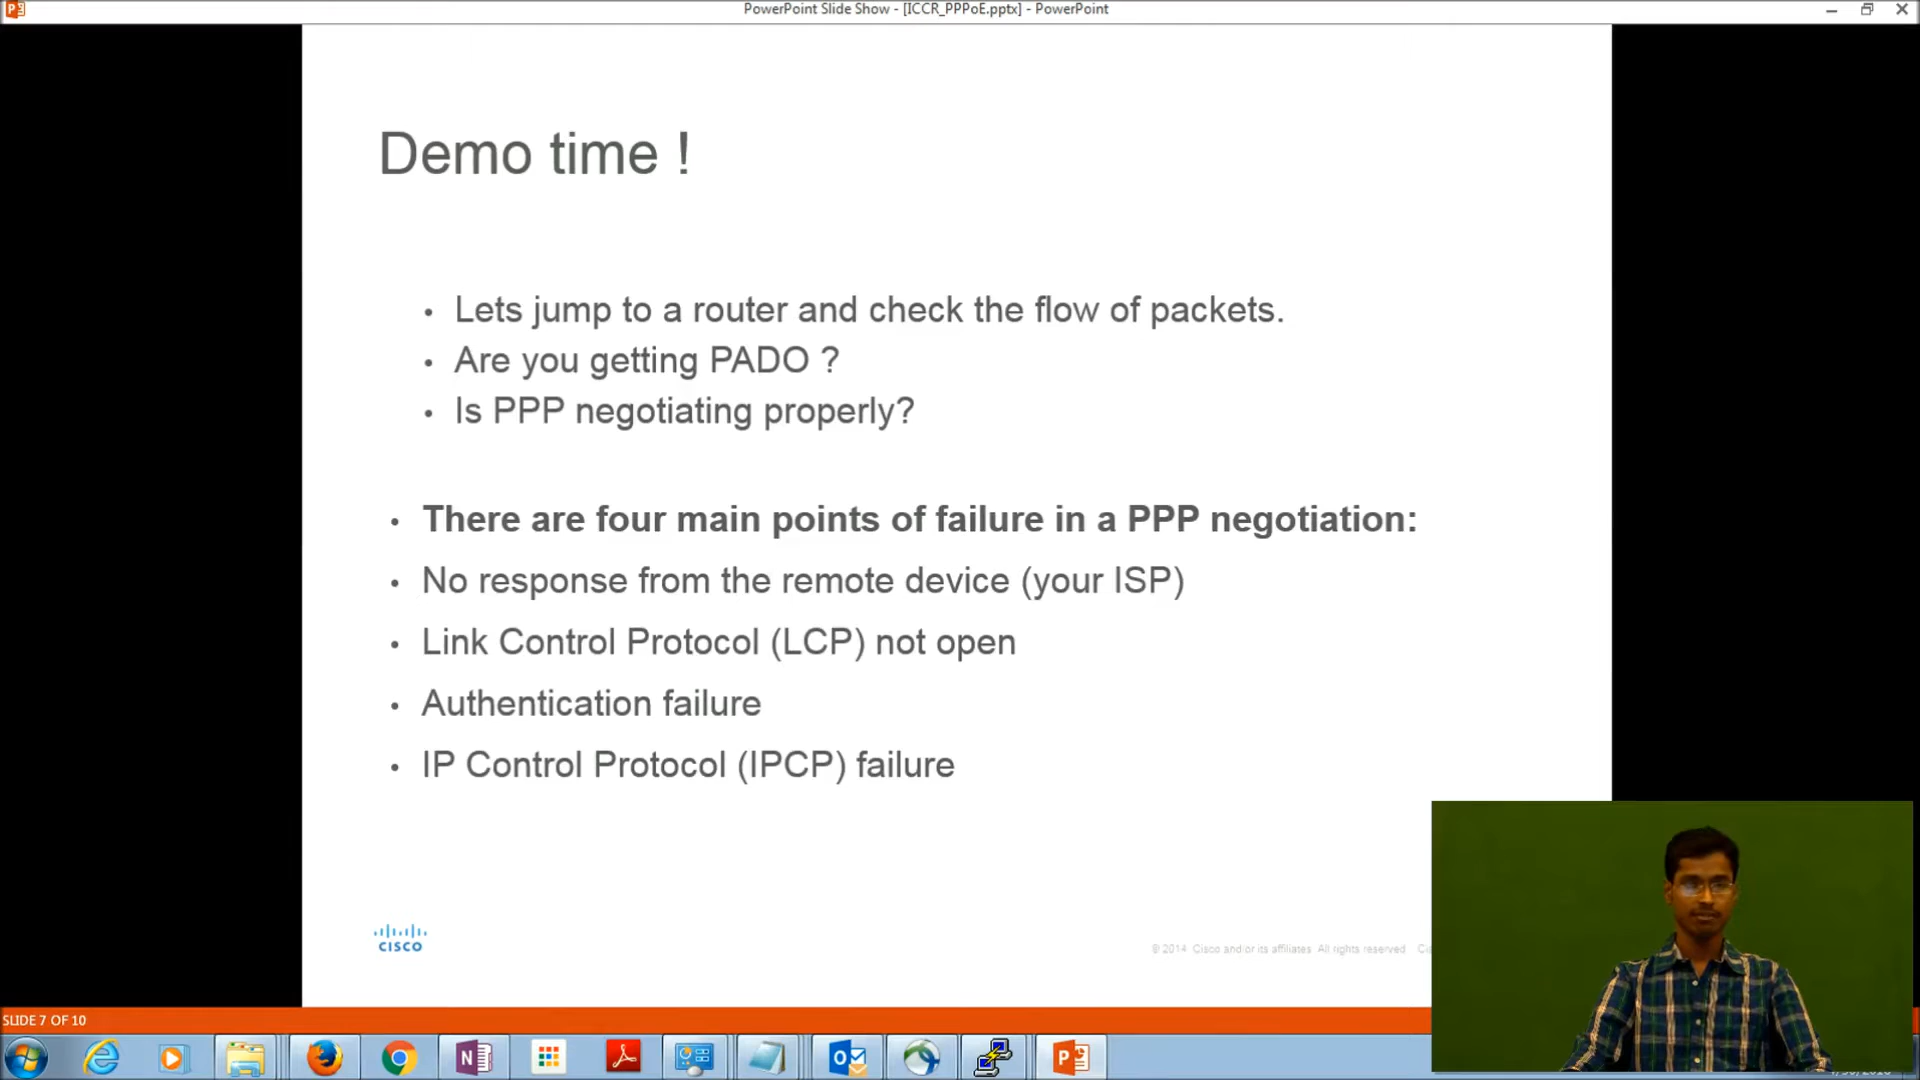 PowerPoint Slide Show - [ICCR_PPPoE.pptx] - PowerPoint
Demo time !
• Lets jump to a router and check the flow of packets.
• Are you getting PADO ?
• Is PPP negotiating properly?
• There are four main points of failure in a PPP negotiation:
• No response from the remote device (your ISP)
• Link Control Protocol (LCP) not open
• Authentication failure
• IP Control Protocol (IPCP) failure
CISCO
© 2014 Cisco and/or its affiliates All rights reserved
SLIDE 7 OF 10